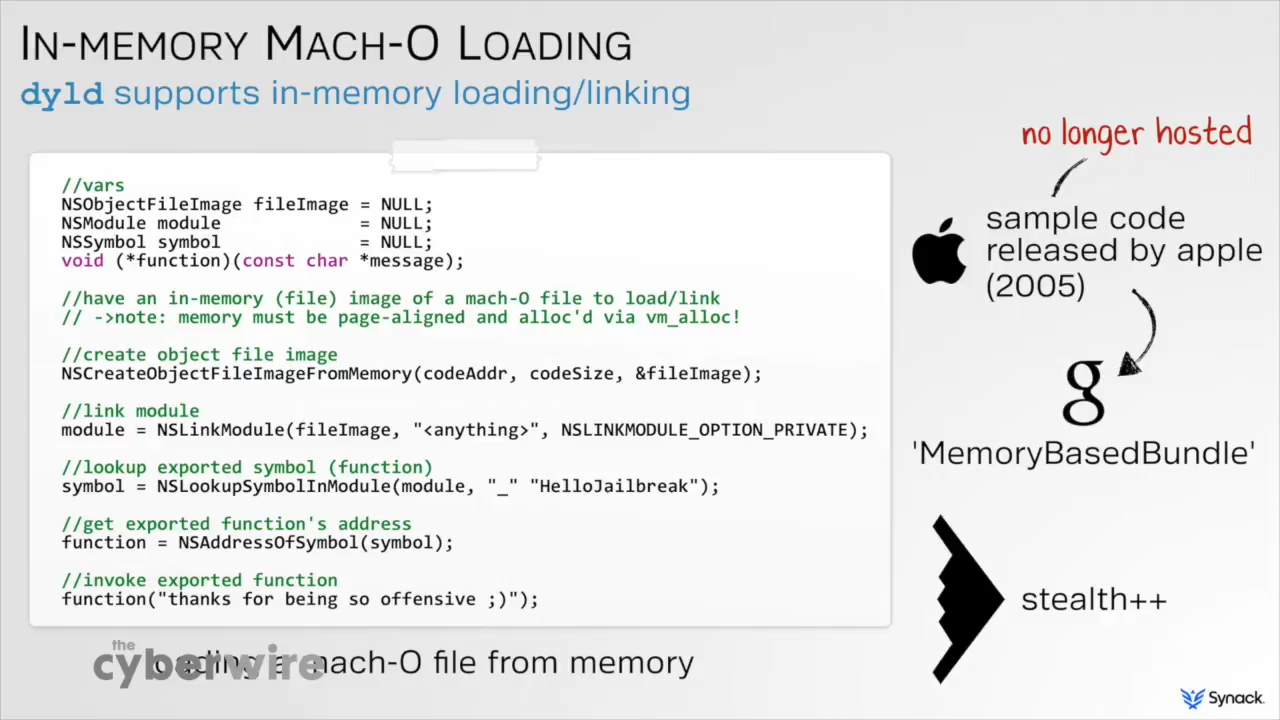 IN-MEMORY MACH-O LOADING
dyld supports in-memory loading/linking
//vars
NSObjectFileImage fileImage = NULL;
NSModule module             = NULL;
NSSymbol symbol             = NULL;
void (*function)(const char *message);
//have an in-memory (file) image of a mach-O file to load/link
// ->note: memory must be page-aligned and alloc'd via vm_alloc!
//create object file image
NSCreateObjectFileImageFromMemory(codeAddr, codeSize, &fileImage);
//link module
module = NSLinkModule(fileImage, "<anything>", NSLINKMODULE_OPTION_PRIVATE);
//lookup exported symbol (function)
symbol = NSLookupSymbolInModule(module, "_" "HelloJailbreak");
//get exported function's address
function = NSAddressOfSymbol(symbol);
//invoke exported function
function("thanks for being so offensive ;)");
loading a mach-O file from memory
the
cyberwire
no longer hosted
sample code
released by apple
(2005)
g
'MemoryBasedBundle'
stealth++
Synack